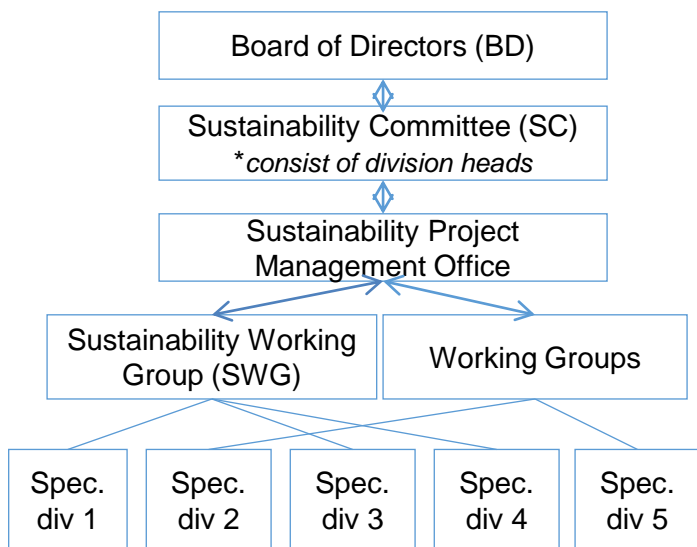 Board of Directors (BD)
Sustainability Committee (SC)
*consist of division heads
Sustainability Project
Management Office
Sustainability Working
Group (SWG)
Working Groups
Spec.
div 1
Spec.
div 2
Spec.
div 3
Spec.
div 4
Spec.
div 5